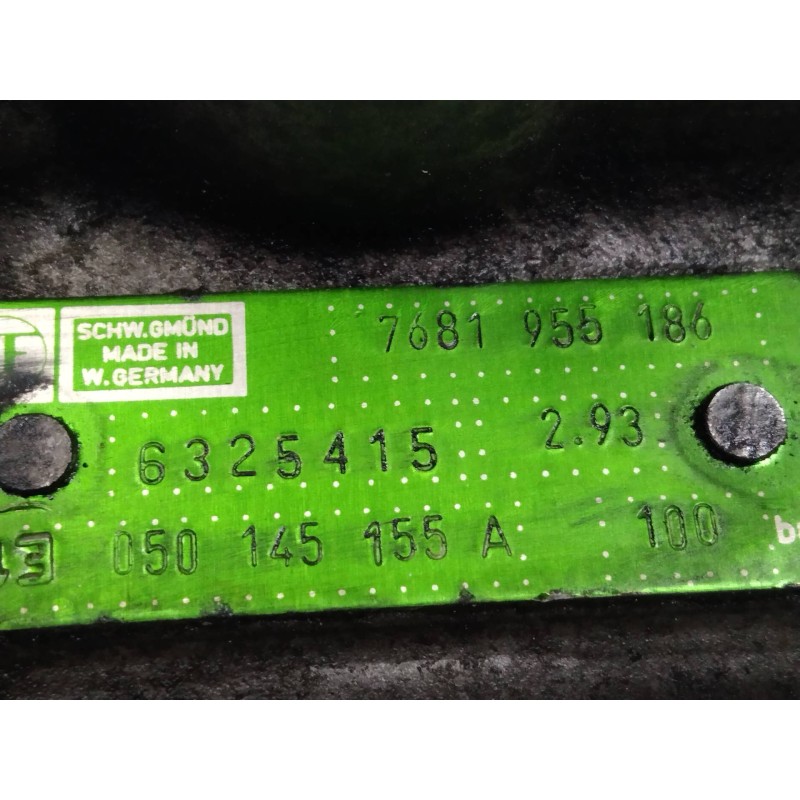 SCHW.GMÜND
MADE IN
W.GERMANY
7681 955 186
6325415
2.93
050 145 155 A
100